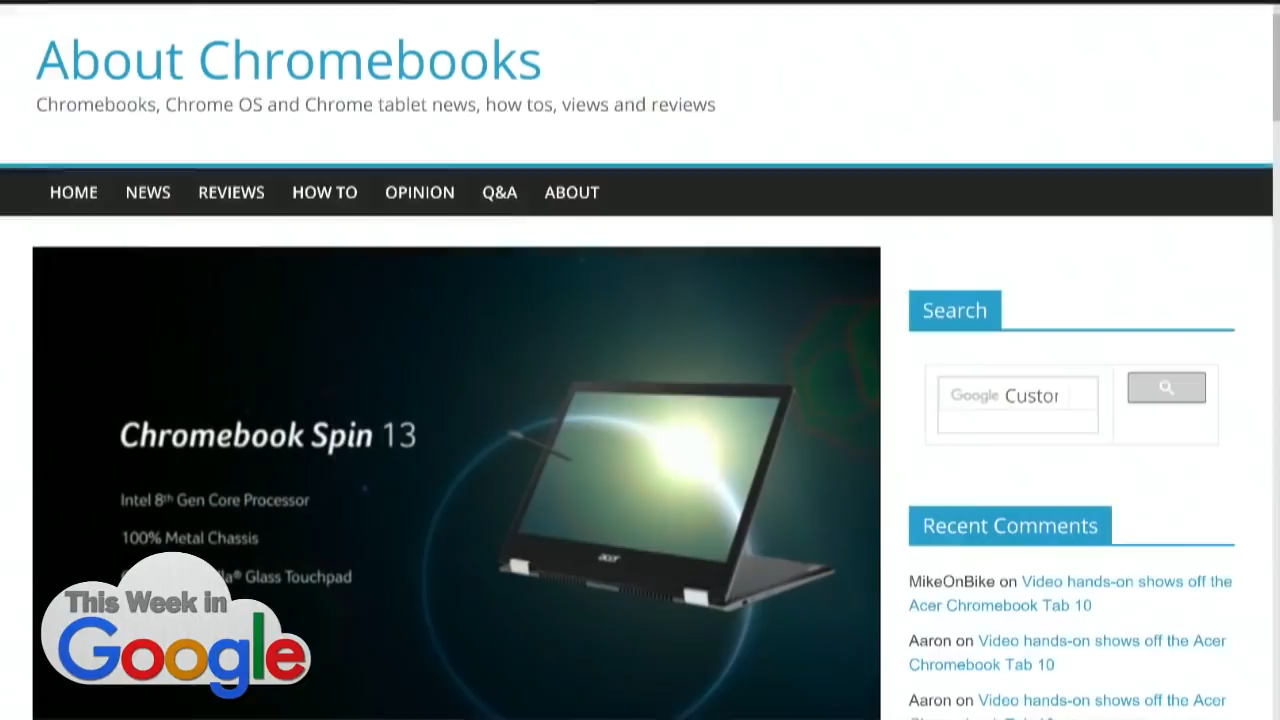 About Chromebooks
Chromebooks, Chrome OS and Chrome tablet news, how tos, views and reviews
HOME NEWS REVIEWS HOW TO OPINION Q&A ABOUT
Chromebook Spin 13
Intel 8th Gen Core Processor
100% Metal Chassis
Glass Touchpad
acer
This Week in
Google
Search
Google Custor
Recent Comments
MikeOnBike on Video hands-on shows off the
Acer Chromebook Tab 10
Aaron on Video hands-on shows off the Acer
Chromebook Tab 10
Aaron on Video hands-on shows off the Acer